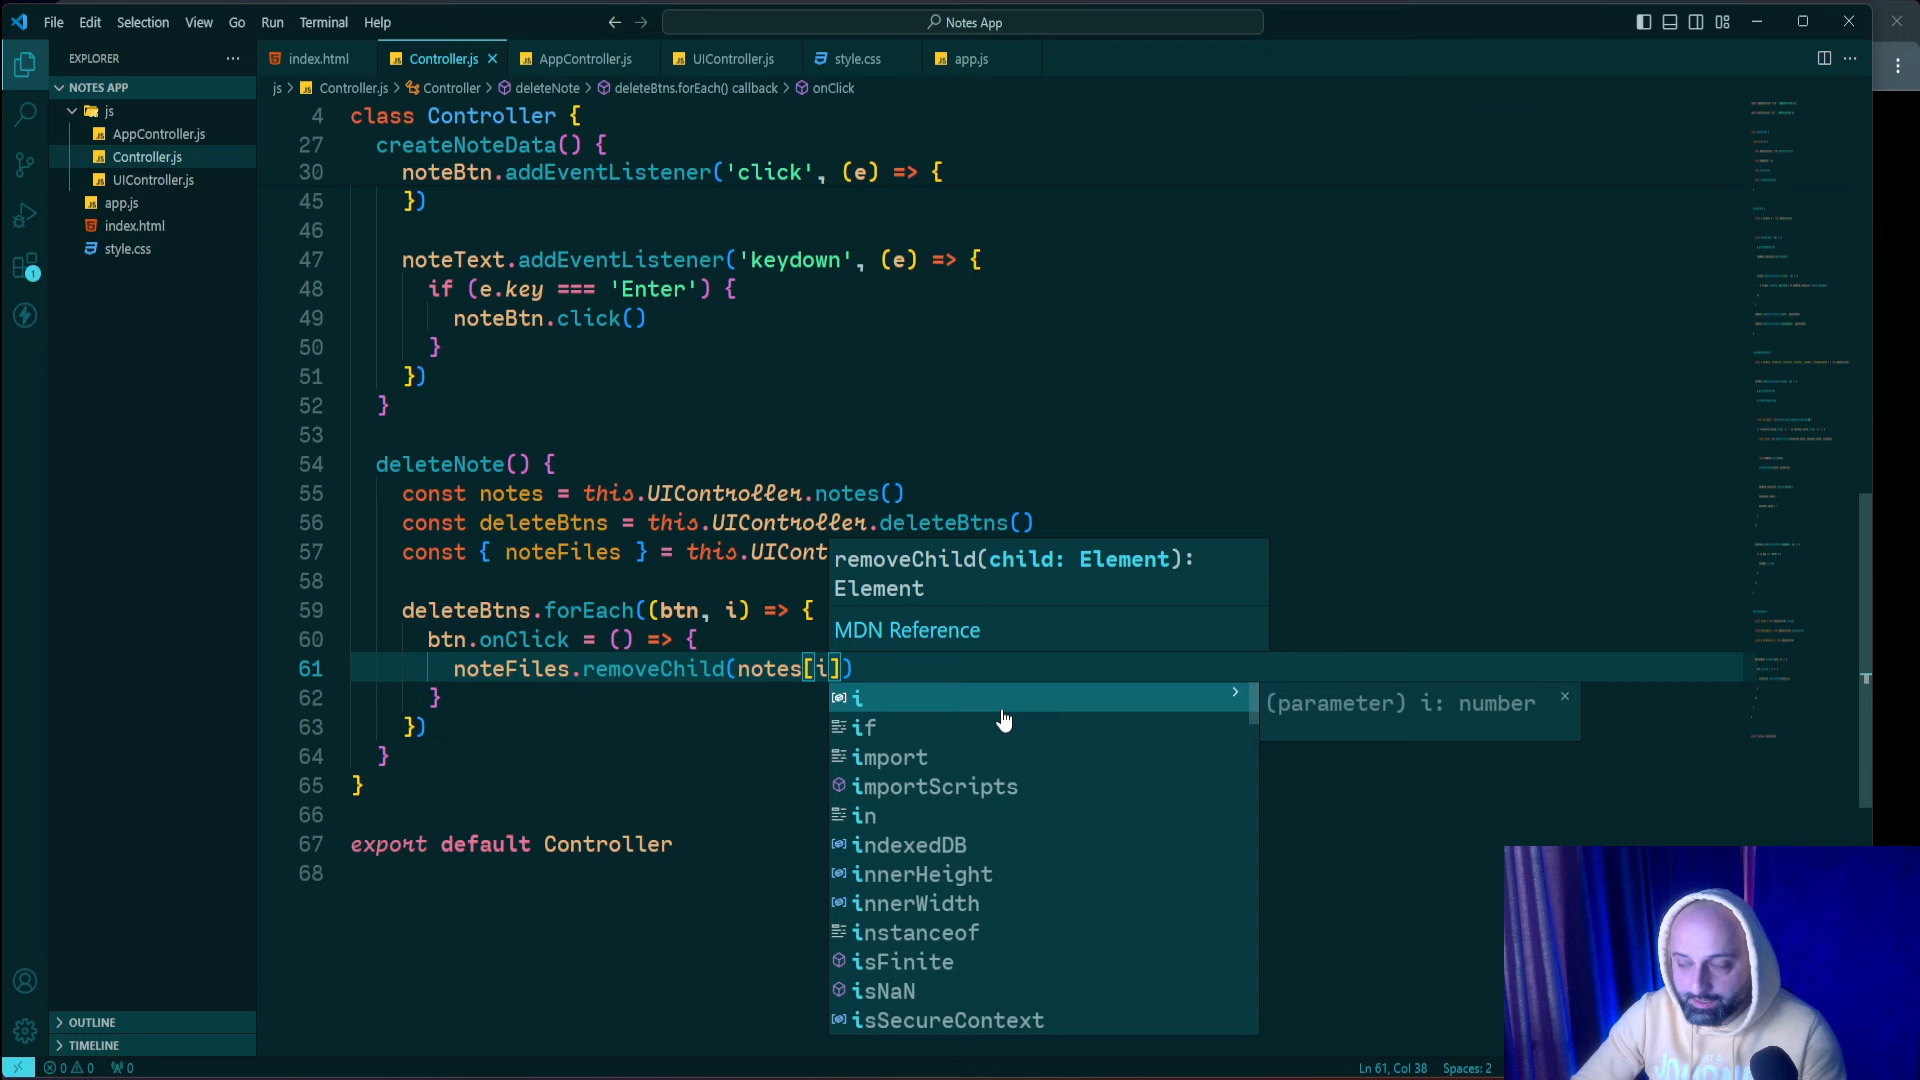 File Edit Selection View Go Run Terminal Help
Notes App
EXPLORER
index.html
Controller.js
AppController.js
UIController.js
style.css
app.js
NOTES APP
js > Controller.js > Controller > deleteNote > deleteBtns.forEach() callback > onClick
js
AppController.js
Controller.js
UIController.js
app.js
index.html
style.css
4 class Controller {
27 createNoteData() {
30 noteBtn.addEventListener('click', (e) => {
45 })
46
47 noteText.addEventListener('keydown', (e) => {
48 if (e.key === 'Enter') {
49 noteBtn.click()
50 }
51 })
52 }
53
54 deleteNote() {
55 const notes = this.UIController.notes()
56 const deleteBtns = this.UIController.deleteBtns()
57 const { noteFiles } = this.UICont
58
59 deleteBtns.forEach((btn, i) => {
60 btn.onClick = () => {
61 noteFiles.removeChild(notes[i])
62 }
63 })
64 }
65 }
66
67 export default Controller
68
removeChild(child: Element):
Element
MDN Reference
i
if
import
importScripts
in
indexedDB
innerHeight
innerWidth
instanceof
isFinite
isNaN
isSecureContext
(parameter) i: number
1
OUTLINE
TIMELINE
0 0 0
Ln 61, Col 38 Spaces: 2